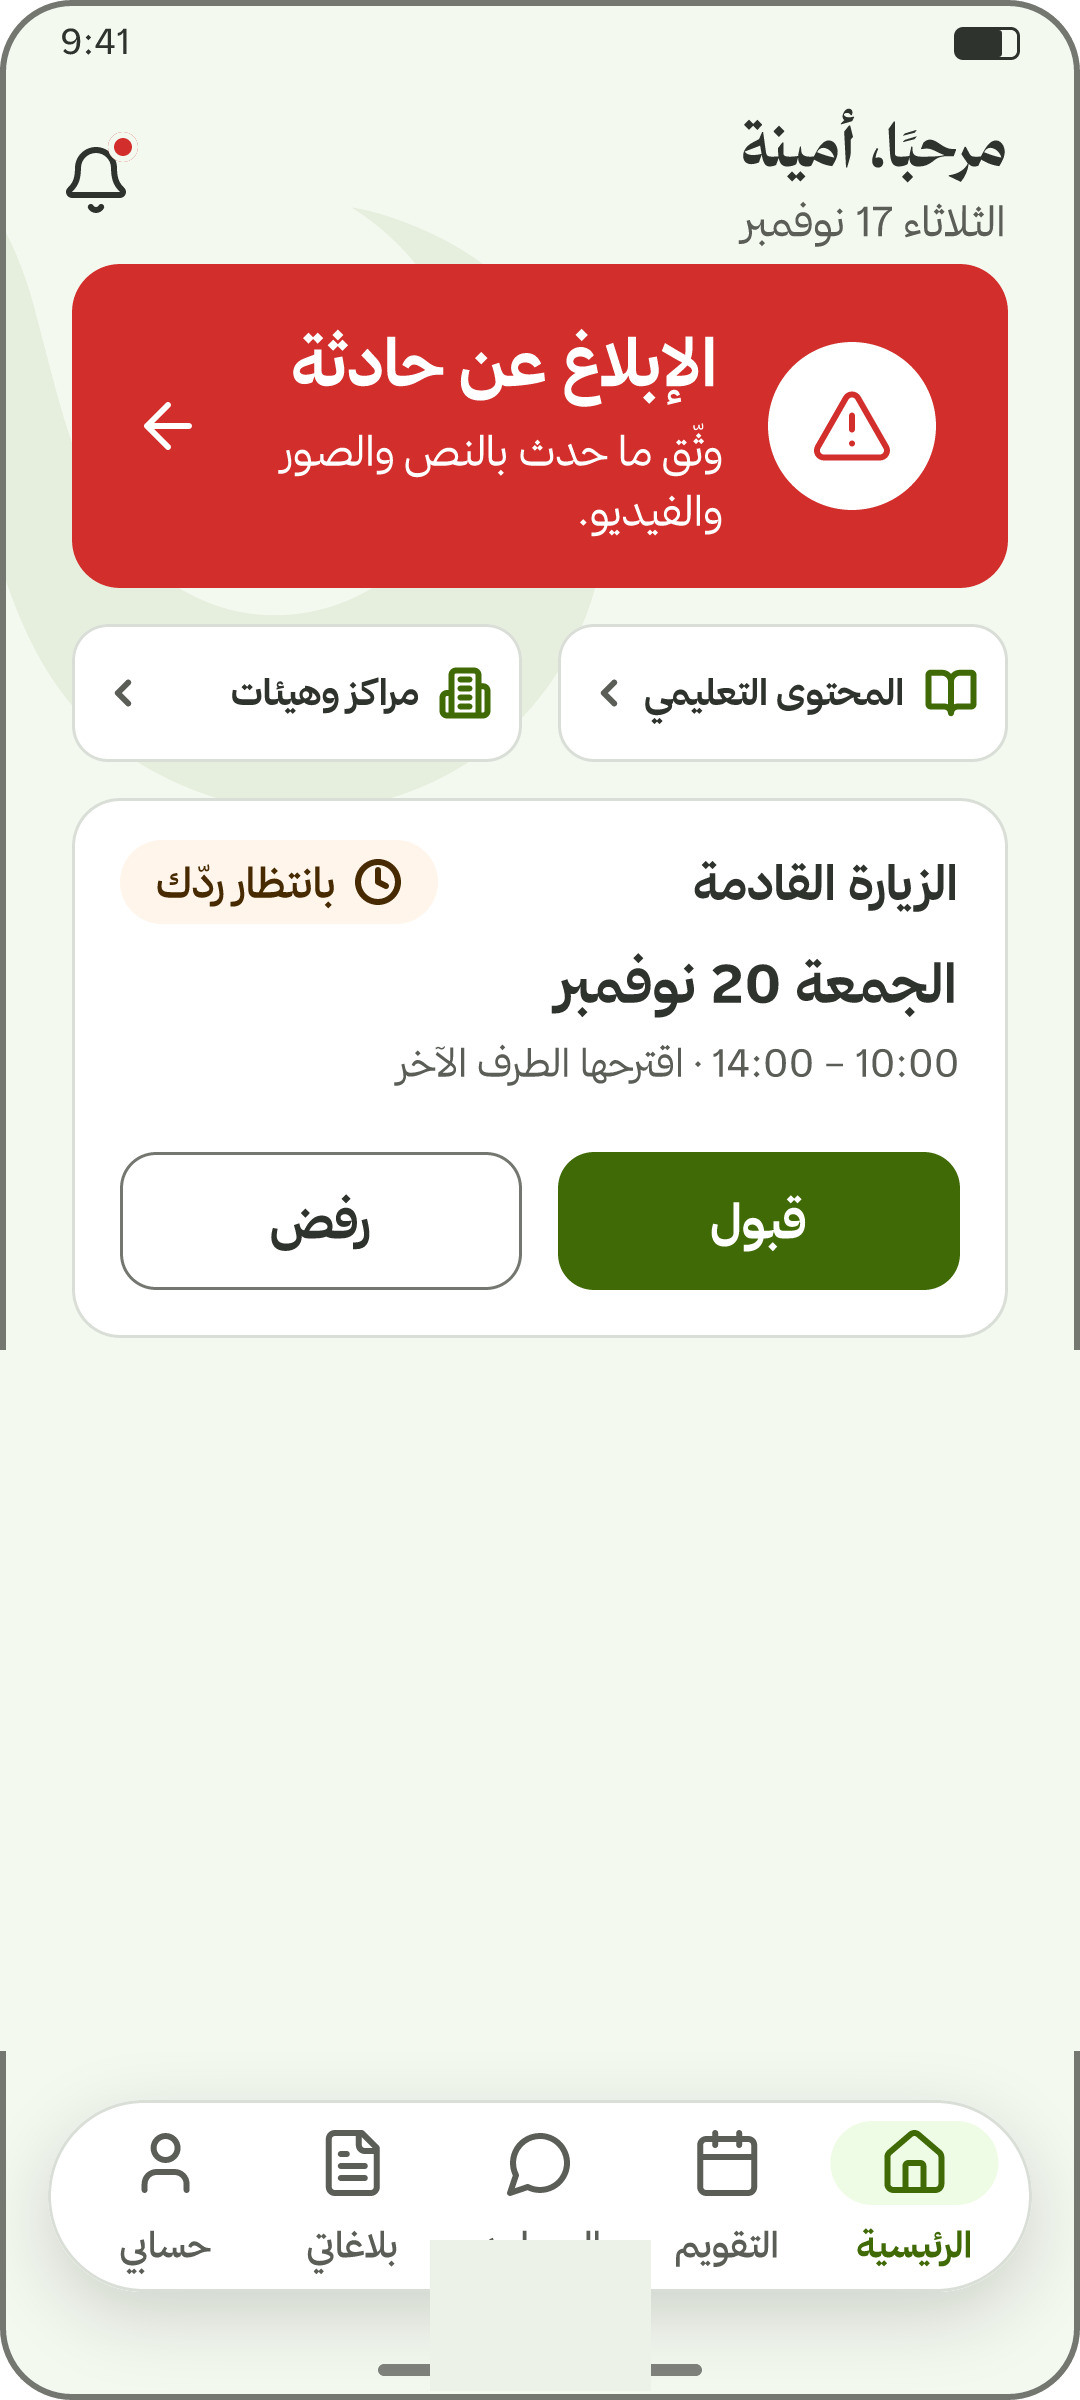 9:41
مرحبًا، أمينة
الثلاثاء 17 نوفمبر
الإبلاغ عن حادثة
وثّق ما حدث بالنص والصور
والفيديو.
المحتوى التعليمي
مراكز وهيئات
الزيارة القادمة
بانتظار ردّك
الجمعة 20 نوفمبر
10:00 – 14:00 · اقترحها الطرف الآخر
قبول
رفض
الرئيسية
التقويم
بلاغاتي
حسابي